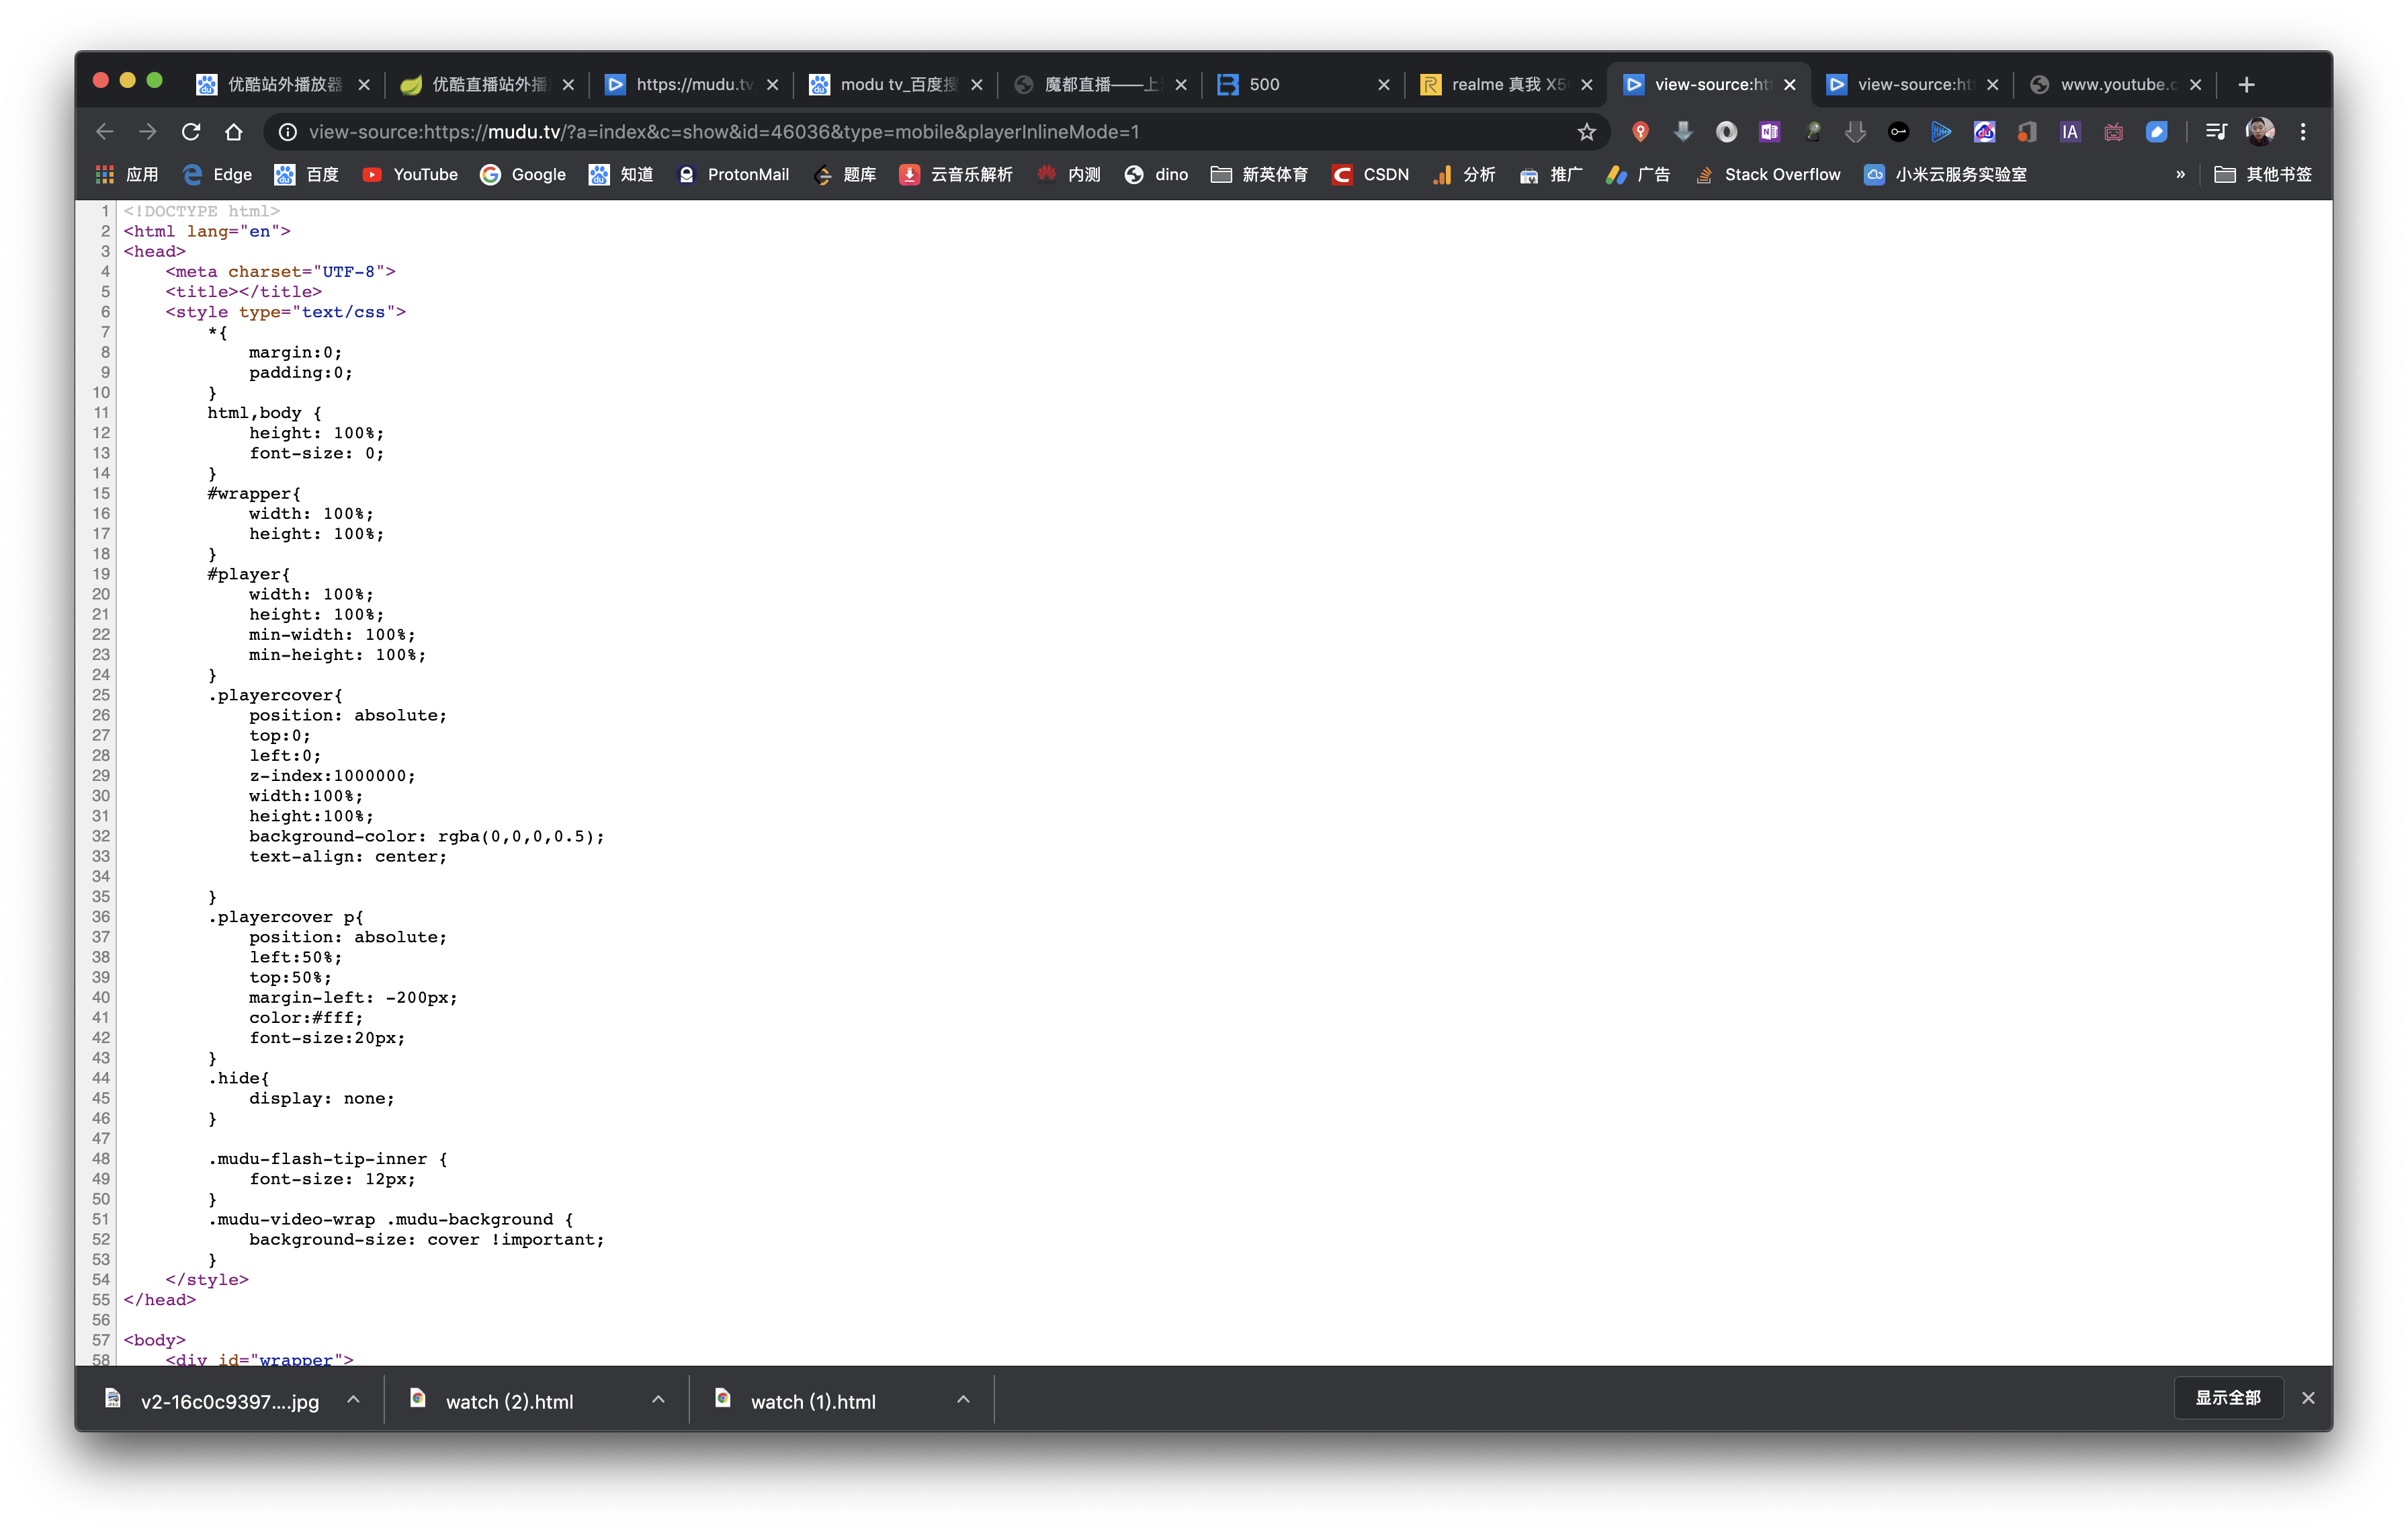 优酷站外播放器
优酷直播站外播
https://mudu.tv
modu tv_百度搜
魔都直播——上
500
realme 真我 X5
view-source:htt
view-source:ht
www.youtube.c
view-source:https://mudu.tv/?a=index&c=show&id=46036&type=mobile&playerInlineMode=1
应用 Edge 百度 YouTube Google 知道 ProtonMail 题库 云音乐解析 内测 dino 新英体育 CSDN 分析 推广 广告 Stack Overflow 小米云服务实验室 » 其他书签
1 <!DOCTYPE html>
2 <html lang="en">
3 <head>
4 <meta charset="UTF-8">
5 <title></title>
6 <style type="text/css">
7 *{
8 margin:0;
9 padding:0;
10 }
11 html,body {
12 height: 100%;
13 font-size: 0;
14 }
15 #wrapper{
16 width: 100%;
17 height: 100%;
18 }
19 #player{
20 width: 100%;
21 height: 100%;
22 min-width: 100%;
23 min-height: 100%;
24 }
25 .playercover{
26 position: absolute;
27 top:0;
28 left:0;
29 z-index:1000000;
30 width:100%;
31 height:100%;
32 background-color: rgba(0,0,0,0.5);
33 text-align: center;
34
35 }
36 .playercover p{
37 position: absolute;
38 left:50%;
39 top:50%;
40 margin-left: -200px;
41 color:#fff;
42 font-size:20px;
43 }
44 .hide{
45 display: none;
46 }
47
48 .mudu-flash-tip-inner {
49 font-size: 12px;
50 }
51 .mudu-video-wrap .mudu-background {
52 background-size: cover !important;
53 }
54 </style>
55 </head>
56
57 <body>
58 <div id="wrapper">
v2-16c0c9397....jpg
watch (2).html
watch (1).html
显示全部